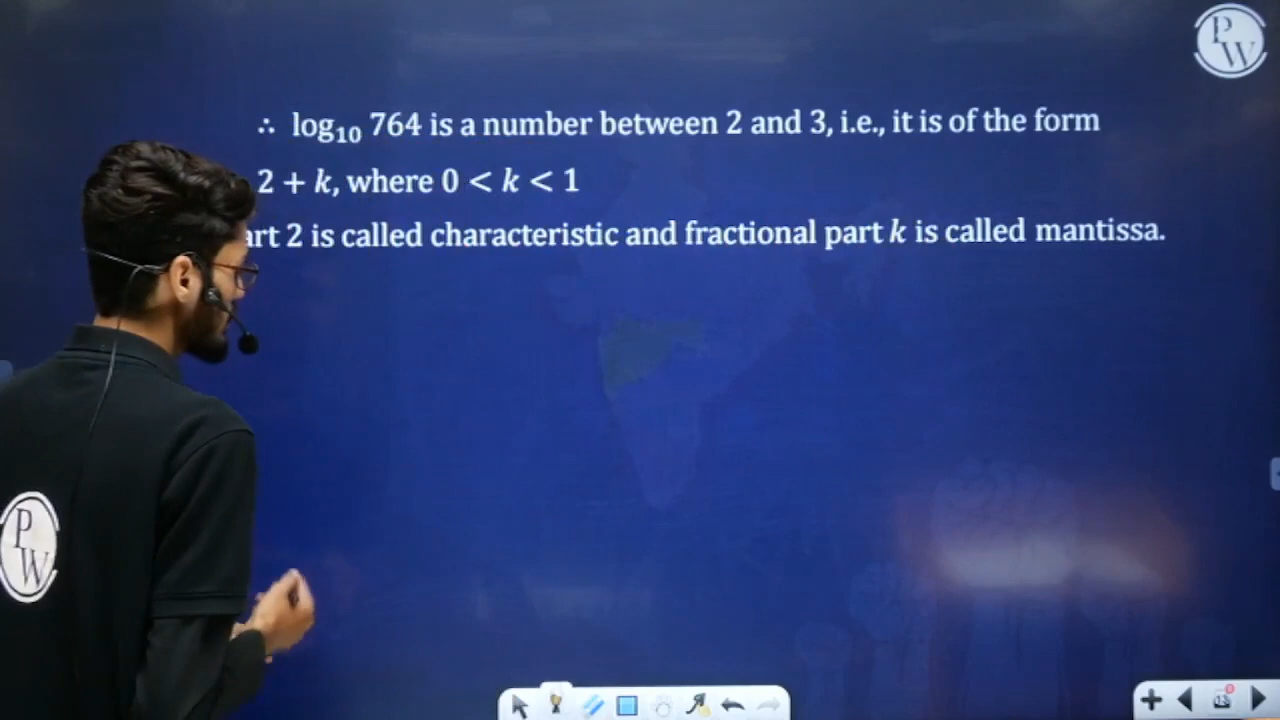 PW
∴ log₁₀ 764 is a number between 2 and 3, i.e., it is of the form
2 + k, where 0 < k < 1
art 2 is called characteristic and fractional part k is called mantissa.
PW